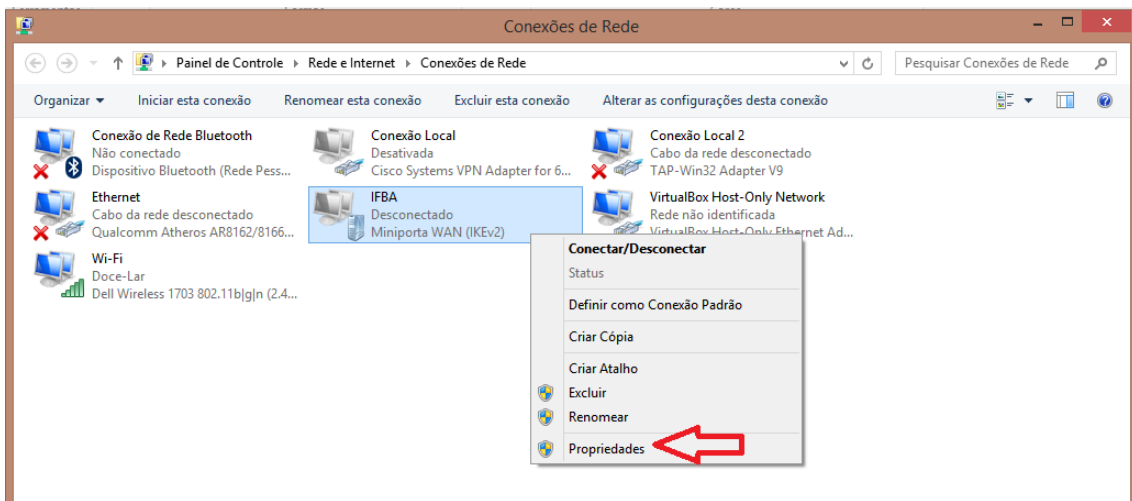 Conexões de Rede
Painel de Controle Rede e Internet Conexões de Rede
Pesquisar Conexões de Rede
Organizar Iniciar esta conexão Renomear esta conexão Excluir esta conexão Alterar as configurações desta conexão
Conexão de Rede Bluetooth
Não conectado
Dispositivo Bluetooth (Rede Pess...
Conexão Local
Desativada
Cisco Systems VPN Adapter for 6...
Conexão Local 2
Cabo da rede desconectado
TAP-Win32 Adapter V9
Ethernet
Cabo da rede desconectado
Qualcomm Atheros AR8162/8166...
IFBA
Desconectado
Miniporta WAN (IKEv2)
VirtualBox Host-Only Network
Rede não identificada
VirtualBox Host-Only Ethernet Ad...
Wi-Fi
Doce-Lar
Dell Wireless 1703 802.11b|g|n (2.4...
Conectar/Desconectar
Status
Definir como Conexão Padrão
Criar Cópia
Criar Atalho
Excluir
Renomear
Propriedades